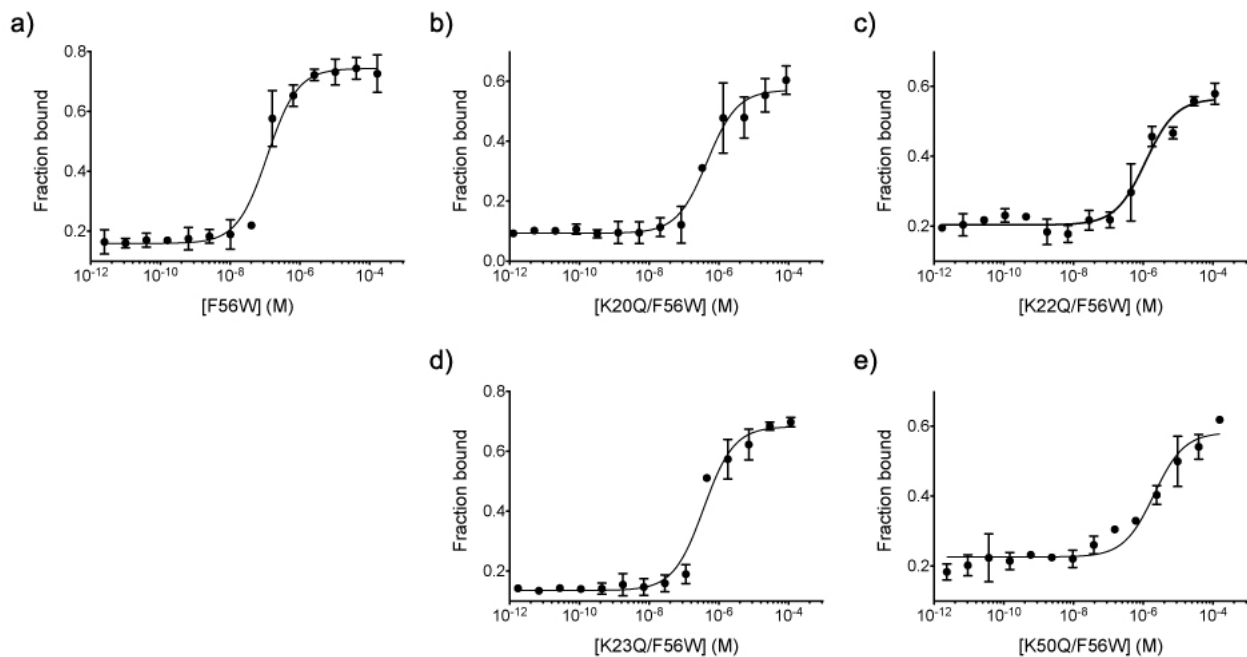 a)
0.8
0.6
0.4
0.2
Fraction bound
10-12
10-10
10-8
10-6
10-4
[F56W] (M)
b)
0.8
0.6
0.4
0.2
0.0
Fraction bound
10-12
10-10
10-8
10-6
10-4
[K20Q/F56W] (M)
c)
0.6
0.4
0.2
Fraction bound
10-12
10-10
10-8
10-6
10-4
[K22Q/F56W] (M)
d)
0.8
0.6
0.4
0.2
Fraction bound
10-12
10-10
10-8
10-6
10-4
[K23Q/F56W] (M)
e)
0.6
0.4
0.2
Fraction bound
10-12
10-10
10-8
10-6
10-4
[K50Q/F56W] (M)